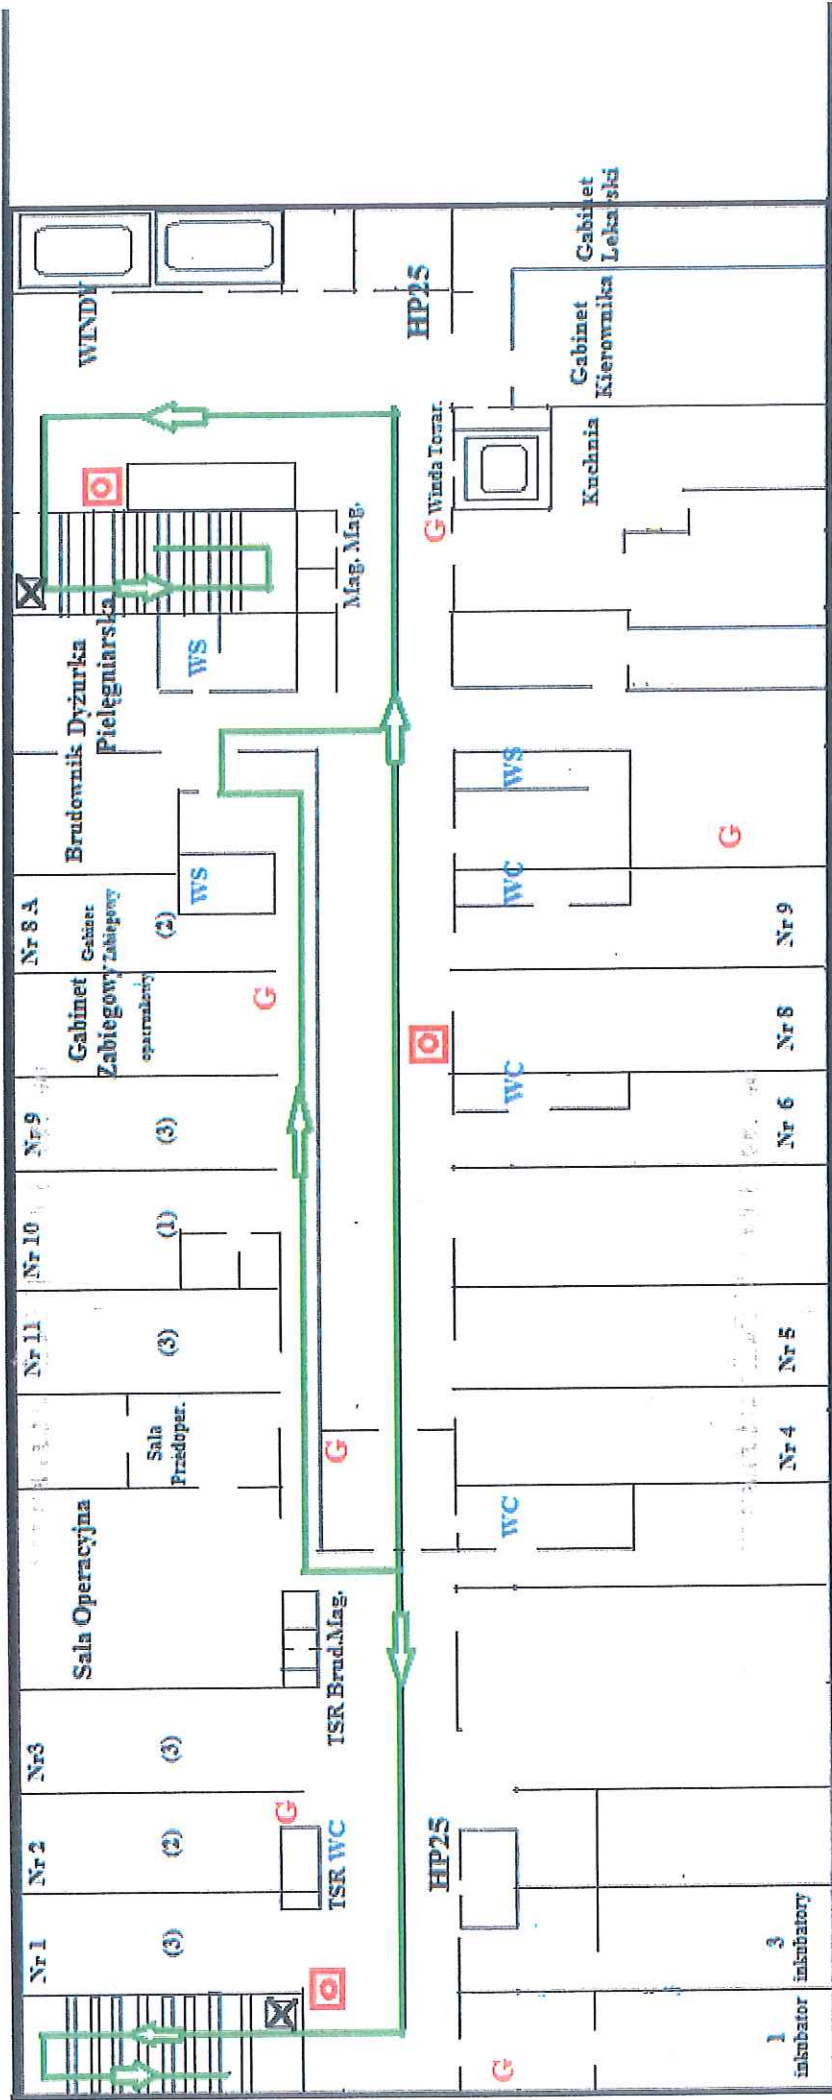 Nr 1
(3)
Nr 2
(2)
Nr3
(3)
Sala Operacyjna
Sala
Przedoper.
Nr 11
(3)
Nr 10
(1)
Nr 9
(3)
Gabinet
Zabiegowy
opatrunkowy
Nr 8 A
Gabinet
Zabiegowy
(2)
WS
Brudownik
Dyżurka
Pielęgniarska
WS
Mag. Mag.
WINDY
TSR WC
G
TSR Brud.Mag.
G
G
HP25
G
Winda Towar.
HP25
G
1
inkubator
3
inkubatory
WC
Nr 4
Nr 5
WC
Nr 6
Nr 8
WC
Nr 9
WS
G
Kuchnia
Gabinet
Kierownika
Gabinet
Lekarski